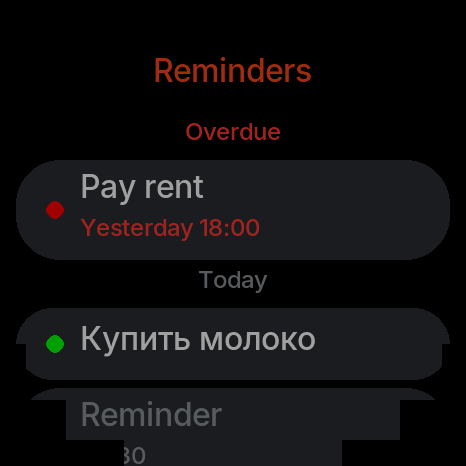 Reminders
Overdue
Pay rent
Yesterday 18:00
Today
Купить молоко
Reminder